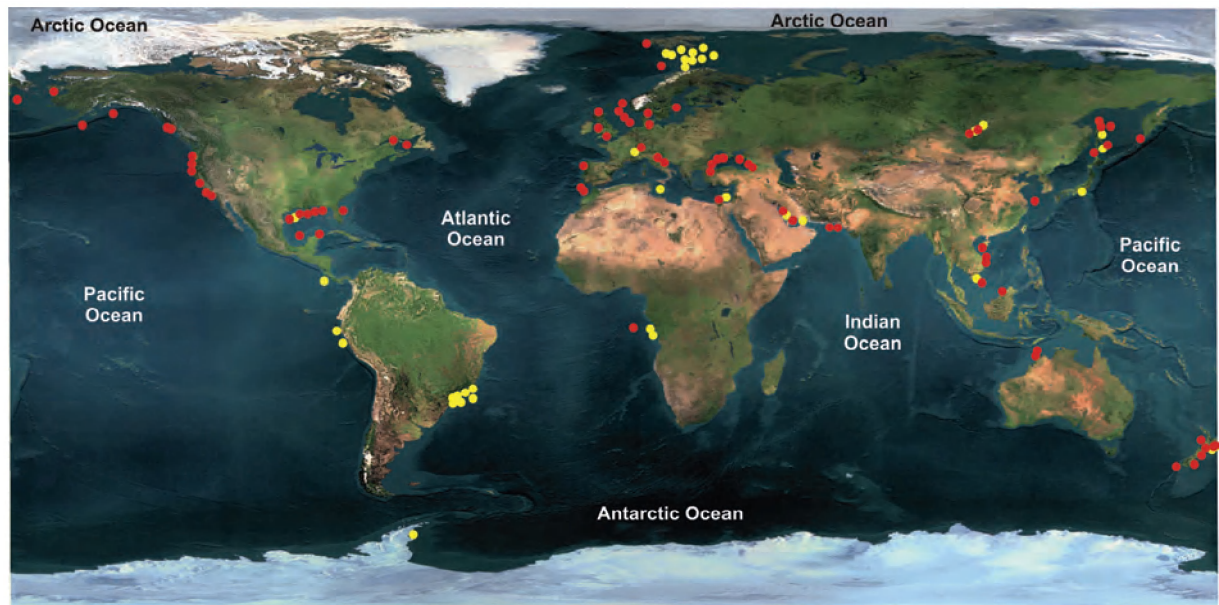 Arctic Ocean
Arctic Ocean
Atlantic
Ocean
Pacific
Ocean
Pacific
Ocean
Indian
Ocean
Antarctic Ocean